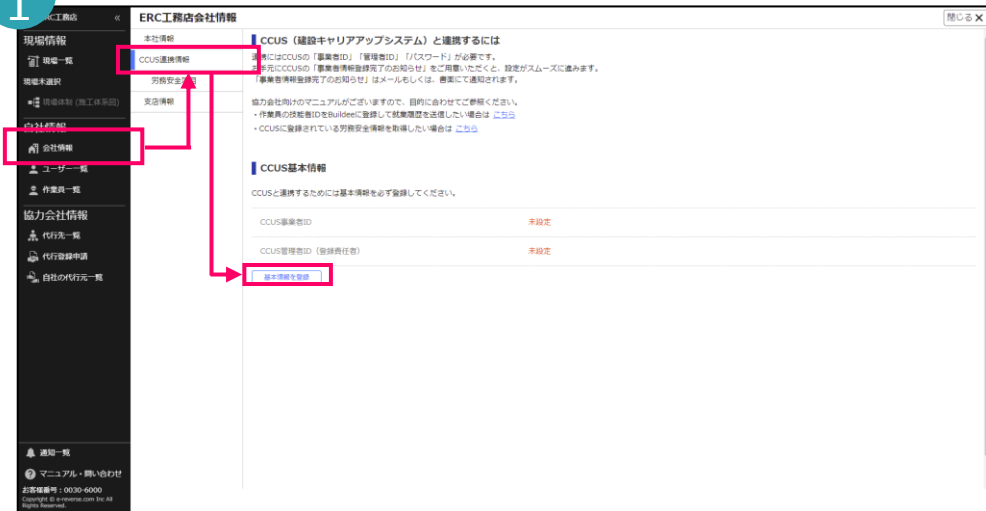 1
ERC工務店
«
現場情報
現場一覧
現場未選択
現場体制 (施工体系図)
自社情報
会社情報
ユーザー一覧
作業員一覧
協力会社情報
代行先一覧
代行登録申請
自社の代行元一覧
通知一覧
マニュアル・問い合わせ
お客様番号：0030-6000
Copyright © e-reverse.com Inc All
Rights Reserved.
ERC工務店会社情報
閉じる ✕
本社情報
CCUS連携情報
労務安全
支店情報
CCUS（建設キャリアアップシステム）と連携するには
連携にはCCUSの「事業者ID」「管理者ID」「パスワード」が必要です。
お手元にCCUSの「事業者情報登録完了のお知らせ」をご用意いただくと、設定がスムーズに進みます。
「事業者情報登録完了のお知らせ」はメールもしくは、書面にて通知されます。
協力会社向けのマニュアルがございますので、目的に合わせてご参照ください。
・作業員の技能者IDをBuildeeに登録して就業履歴を送信したい場合は こちら
・CCUSに登録されている労務安全情報を取得したい場合は こちら
CCUS基本情報
CCUSと連携するためには基本情報を必ず登録してください。
CCUS事業者ID 未設定
CCUS管理者ID（登録責任者） 未設定
基本情報を登録